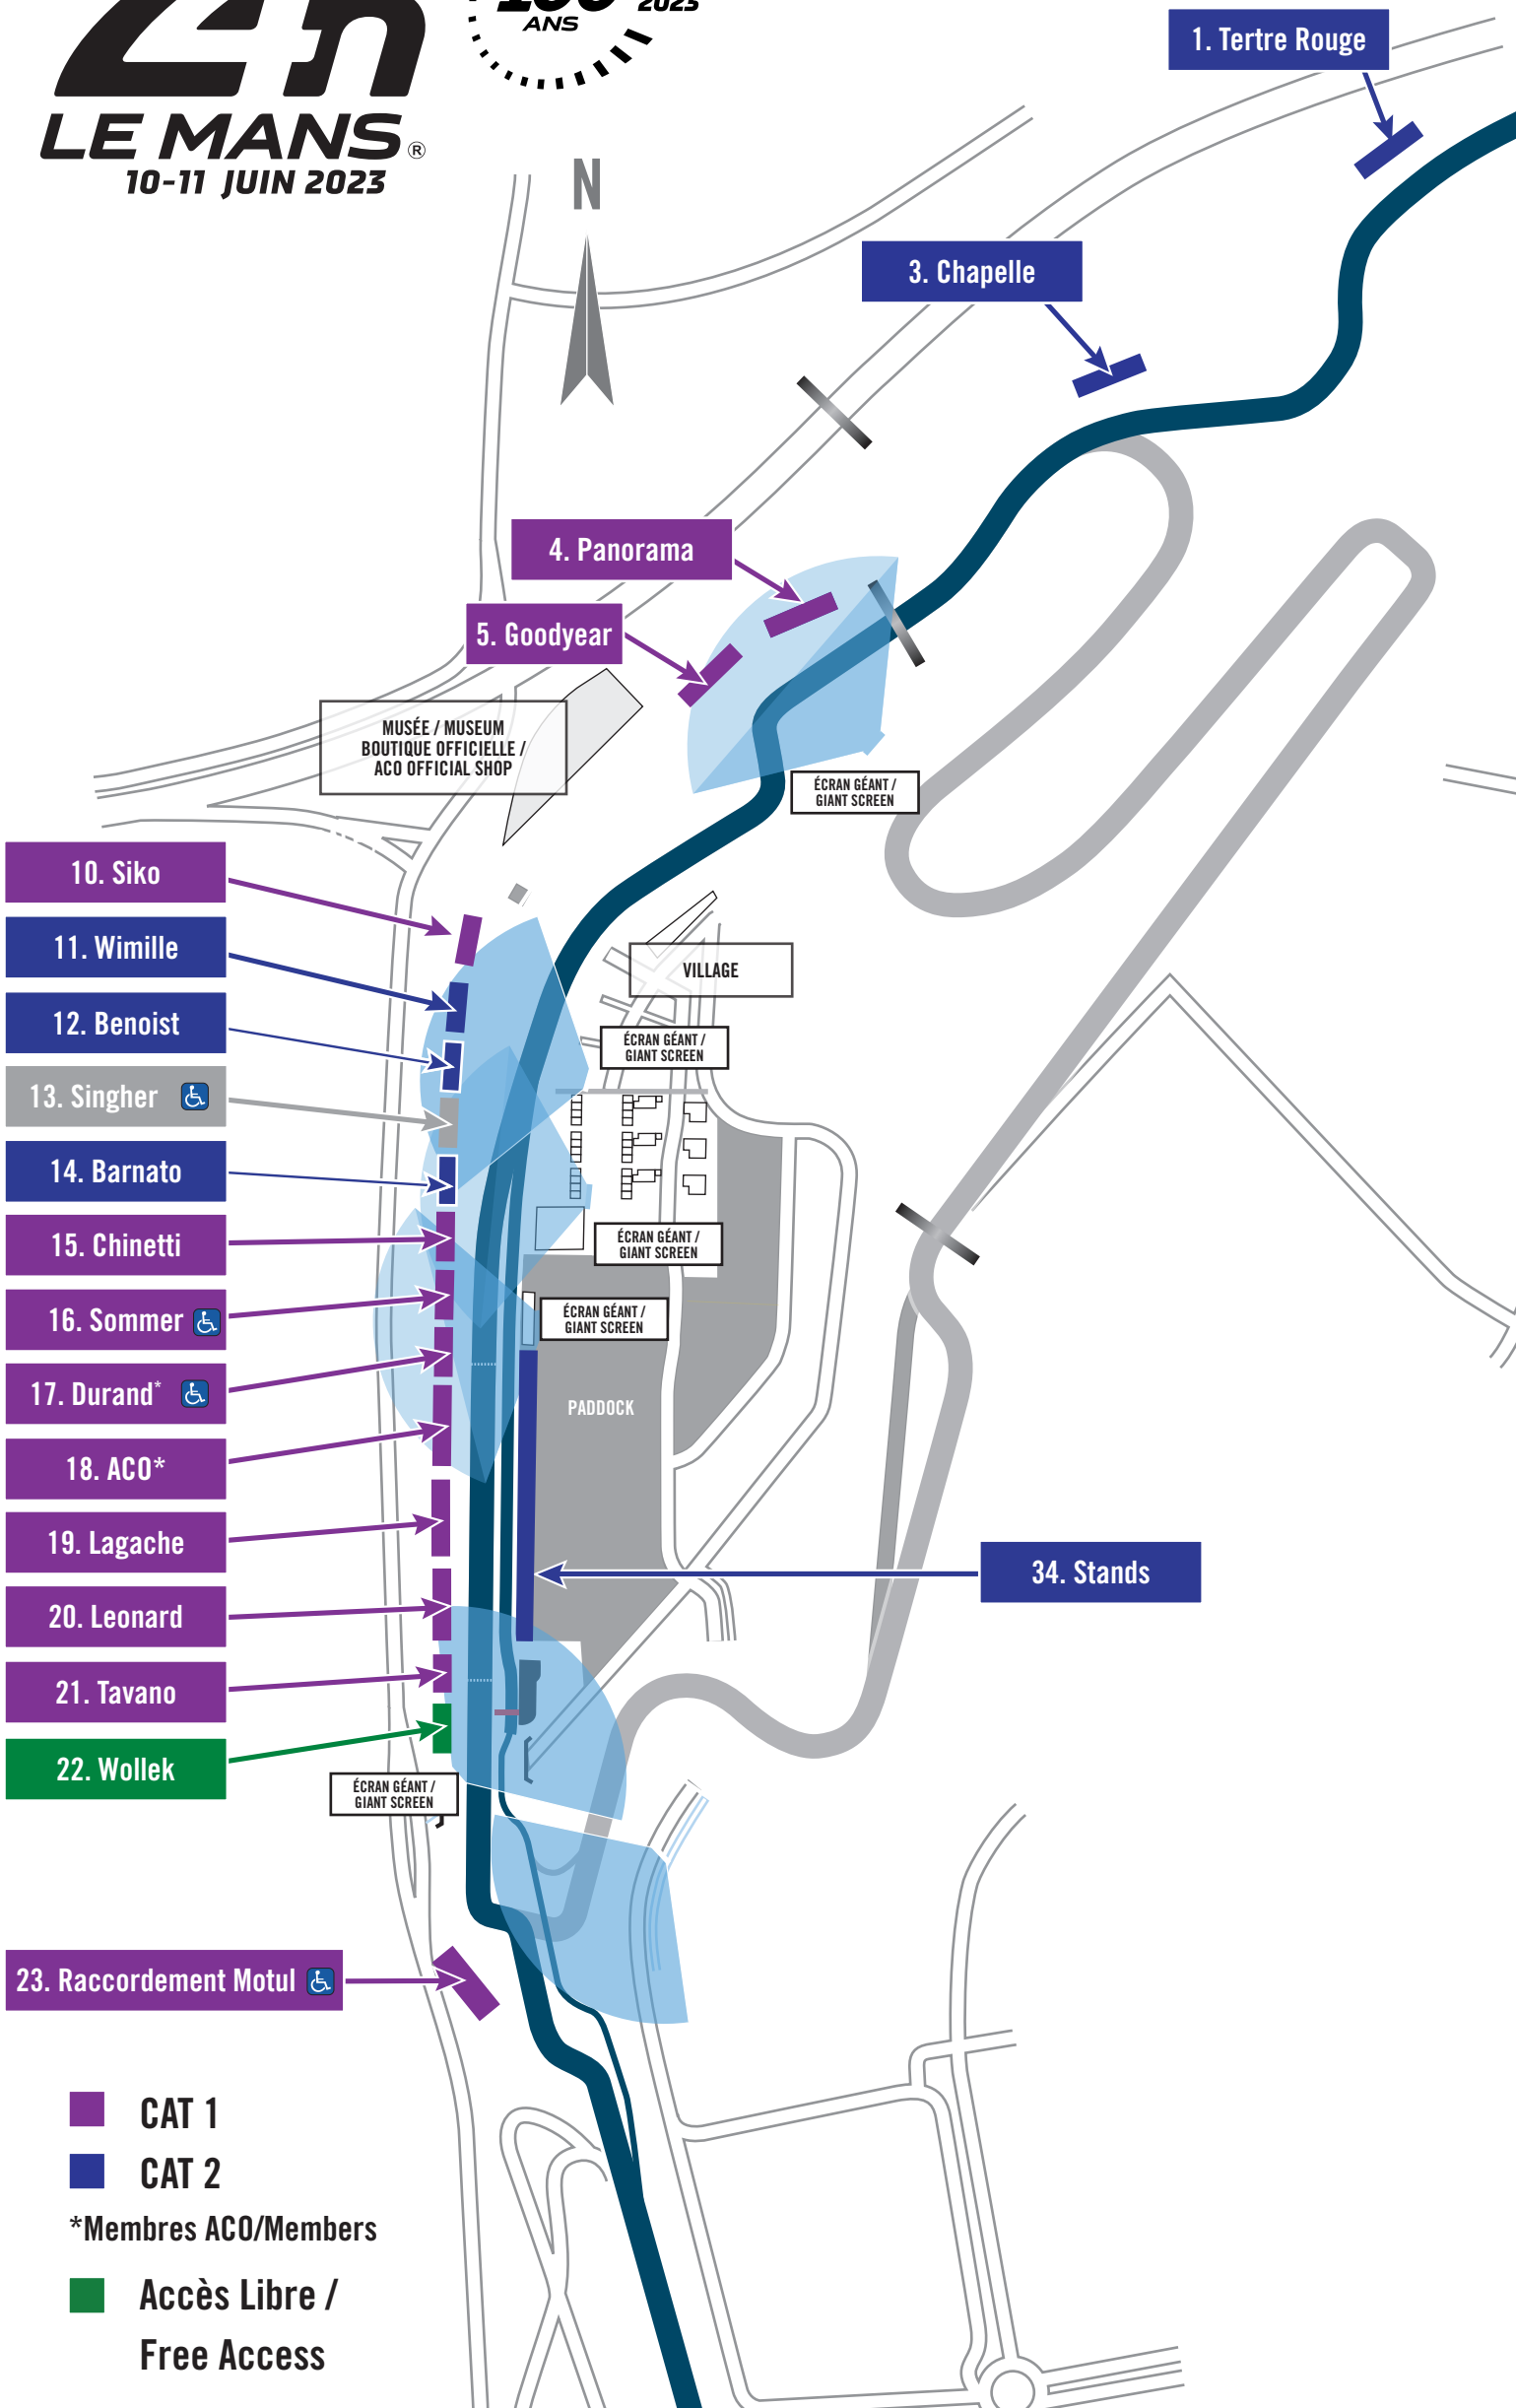 ANS
2023
LE MANS®
10-11 JUIN 2023
N
1. Tertre Rouge
3. Chapelle
4. Panorama
5. Goodyear
MUSÉE / MUSEUM
BOUTIQUE OFFICIELLE /
ACO OFFICIAL SHOP
ÉCRAN GÉANT /
GIANT SCREEN
10. Siko
11. Wimille
12. Benoist
13. Singher
14. Barnato
15. Chinetti
16. Sommer
17. Durand*
18. ACO*
19. Lagache
20. Leonard
21. Tavano
22. Wollek
VILLAGE
ÉCRAN GÉANT /
GIANT SCREEN
ÉCRAN GÉANT /
GIANT SCREEN
ÉCRAN GÉANT /
GIANT SCREEN
PADDOCK
34. Stands
ÉCRAN GÉANT /
GIANT SCREEN
23. Raccordement Motul
CAT 1
CAT 2
*Membres ACO/Members
Accès Libre /
Free Access